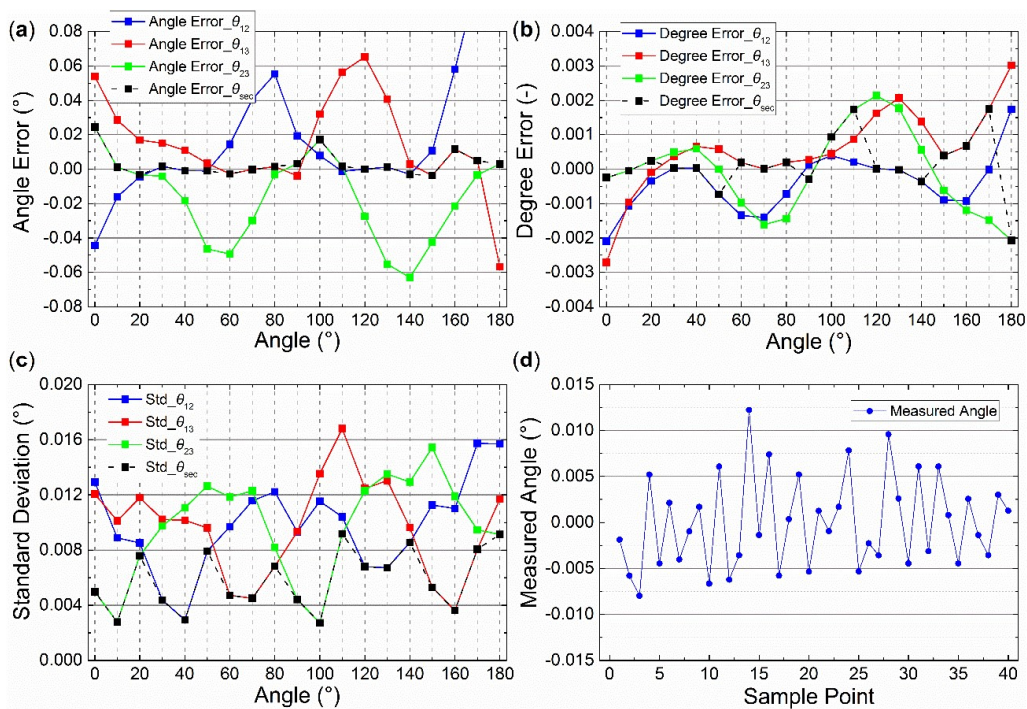 (a)
0.08
0.06
0.04
0.02
0.00
-0.02
-0.04
-0.06
-0.08
Angle Error (°)
Angle Error_θ12
Angle Error_θ13
Angle Error_θ23
Angle Error_θsec
0 20 40 60 80 100 120 140 160 180
Angle (°)
(b)
0.004
0.003
0.002
0.001
0.000
-0.001
-0.002
-0.003
-0.004
Degree Error (-)
Degree Error_θ12
Degree Error_θ13
Degree Error_θ23
Degree Error_θsec
0 20 40 60 80 100 120 140 160 180
Angle (°)
(c)
0.020
0.016
0.012
0.008
0.004
0.000
Standard Deviation (°)
Std_θ12
Std_θ13
Std_θ23
Std_θsec
0 20 40 60 80 100 120 140 160 180
Angle (°)
(d)
0.015
0.010
0.005
0.000
-0.005
-0.010
-0.015
Measured Angle (°)
Measured Angle
0 5 10 15 20 25 30 35 40
Sample Point